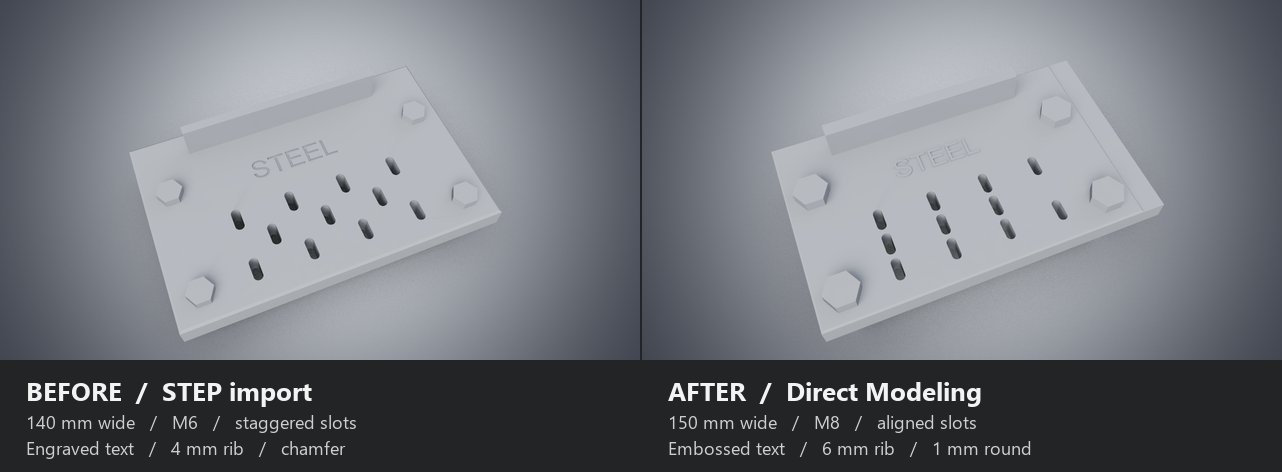 STEEL
STEEL
BEFORE / STEP import
140 mm wide / M6 / staggered slots
Engraved text / 4 mm rib / chamfer
AFTER / Direct Modeling
150 mm wide / M8 / aligned slots
Embossed text / 6 mm rib / 1 mm round